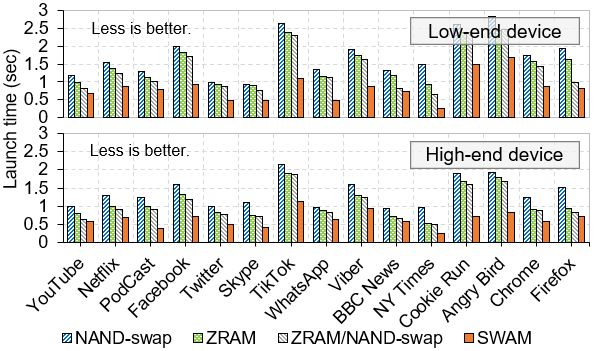 Launch time (sec)
3
2.5
2
1.5
1
0.5
0
Less is better.
Low-end device
3
2.5
2
1.5
1
0.5
0
Less is better.
High-end device
YouTube
Netflix
PodCast
Facebook
Twitter
Skype
TikTok
WhatsApp
Viber
BBC News
NY Times
Cookie Run
Angry Bird
Chrome
Firefox
NAND-swap ZRAM ZRAM/NAND-swap SWAM